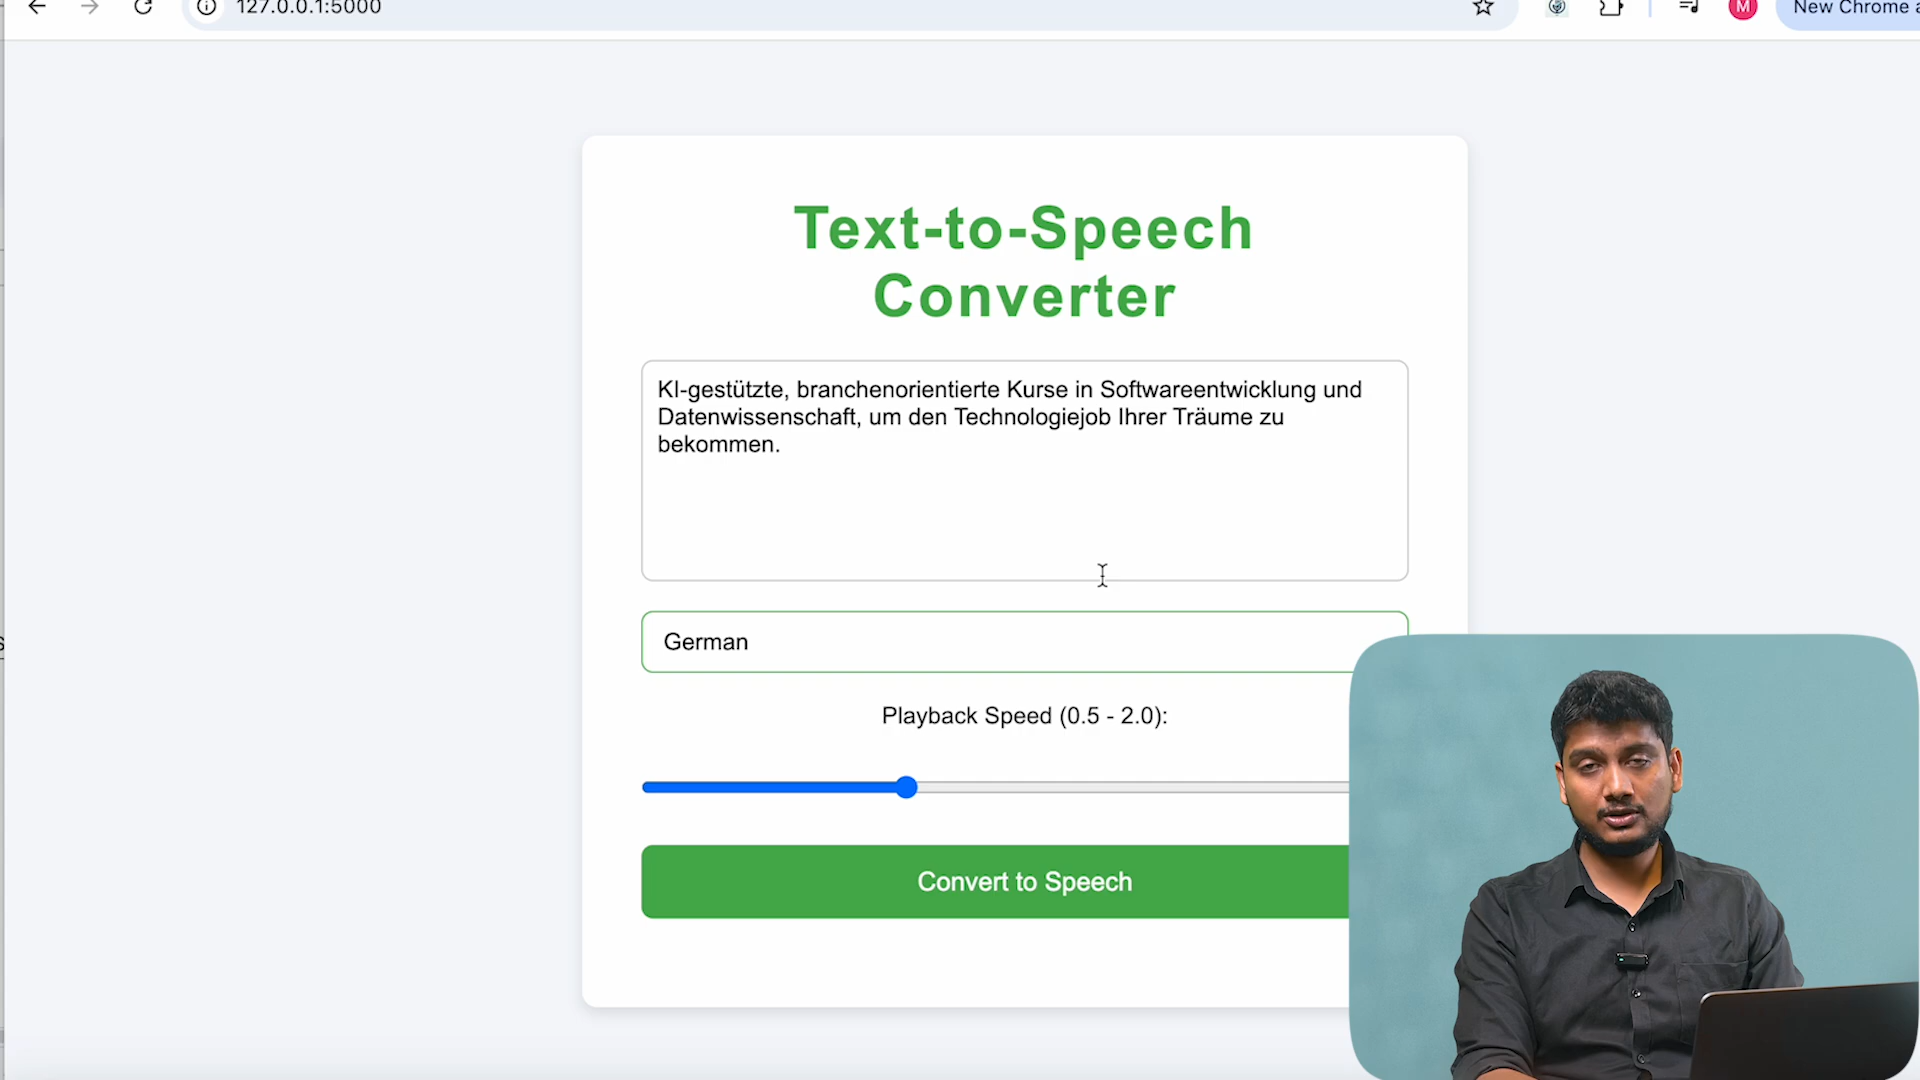 127.0.0.1:5000
M
New Chrome a
Text-to-Speech
Converter
KI-gestützte, branchenorientierte Kurse in Softwareentwicklung und
Datenwissenschaft, um den Technologiejob Ihrer Träume zu
bekommen.
German
Playback Speed (0.5 - 2.0):
Convert to Speech